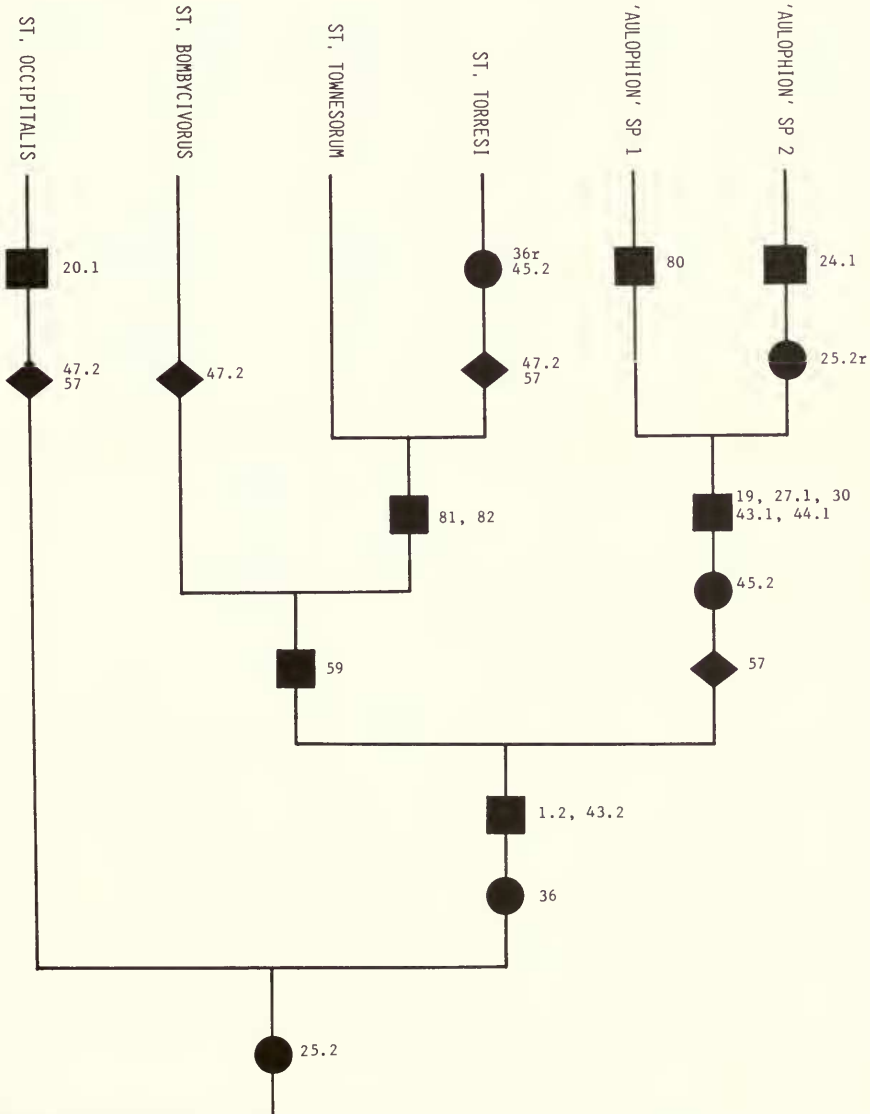 ST. OCCIPITALIS
ST. BOMBYCIVORUS
ST. TOWNESORUM
ST. TORRESI
'AULOPHION' SP 1
'AULOPHION' SP 2
20.1
36r
45.2
80
24.1
47.2
57
47.2
47.2
57
25.2r
81, 82
19, 27.1, 30
43.1, 44.1
45.2
59
57
1.2, 43.2
36
25.2